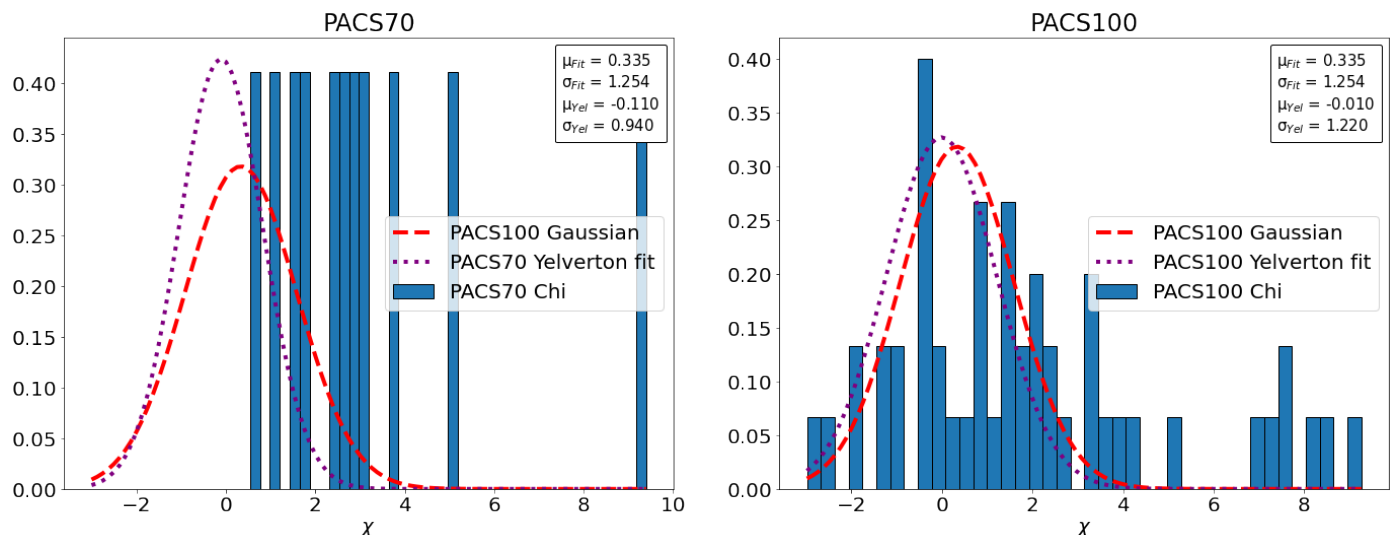 PACS70
0.40
0.35
0.30
0.25
0.20
0.15
0.10
0.05
0.00
−2
0
2
4
6
8
10
χ
μFit = 0.335
σFit = 1.254
μYel = -0.110
σYel = 0.940
PACS100 Gaussian
PACS70 Yelverton fit
PACS70 Chi
PACS100
0.40
0.35
0.30
0.25
0.20
0.15
0.10
0.05
0.00
−2
0
2
4
6
8
χ
μFit = 0.335
σFit = 1.254
μYel = -0.010
σYel = 1.220
PACS100 Gaussian
PACS100 Yelverton fit
PACS100 Chi